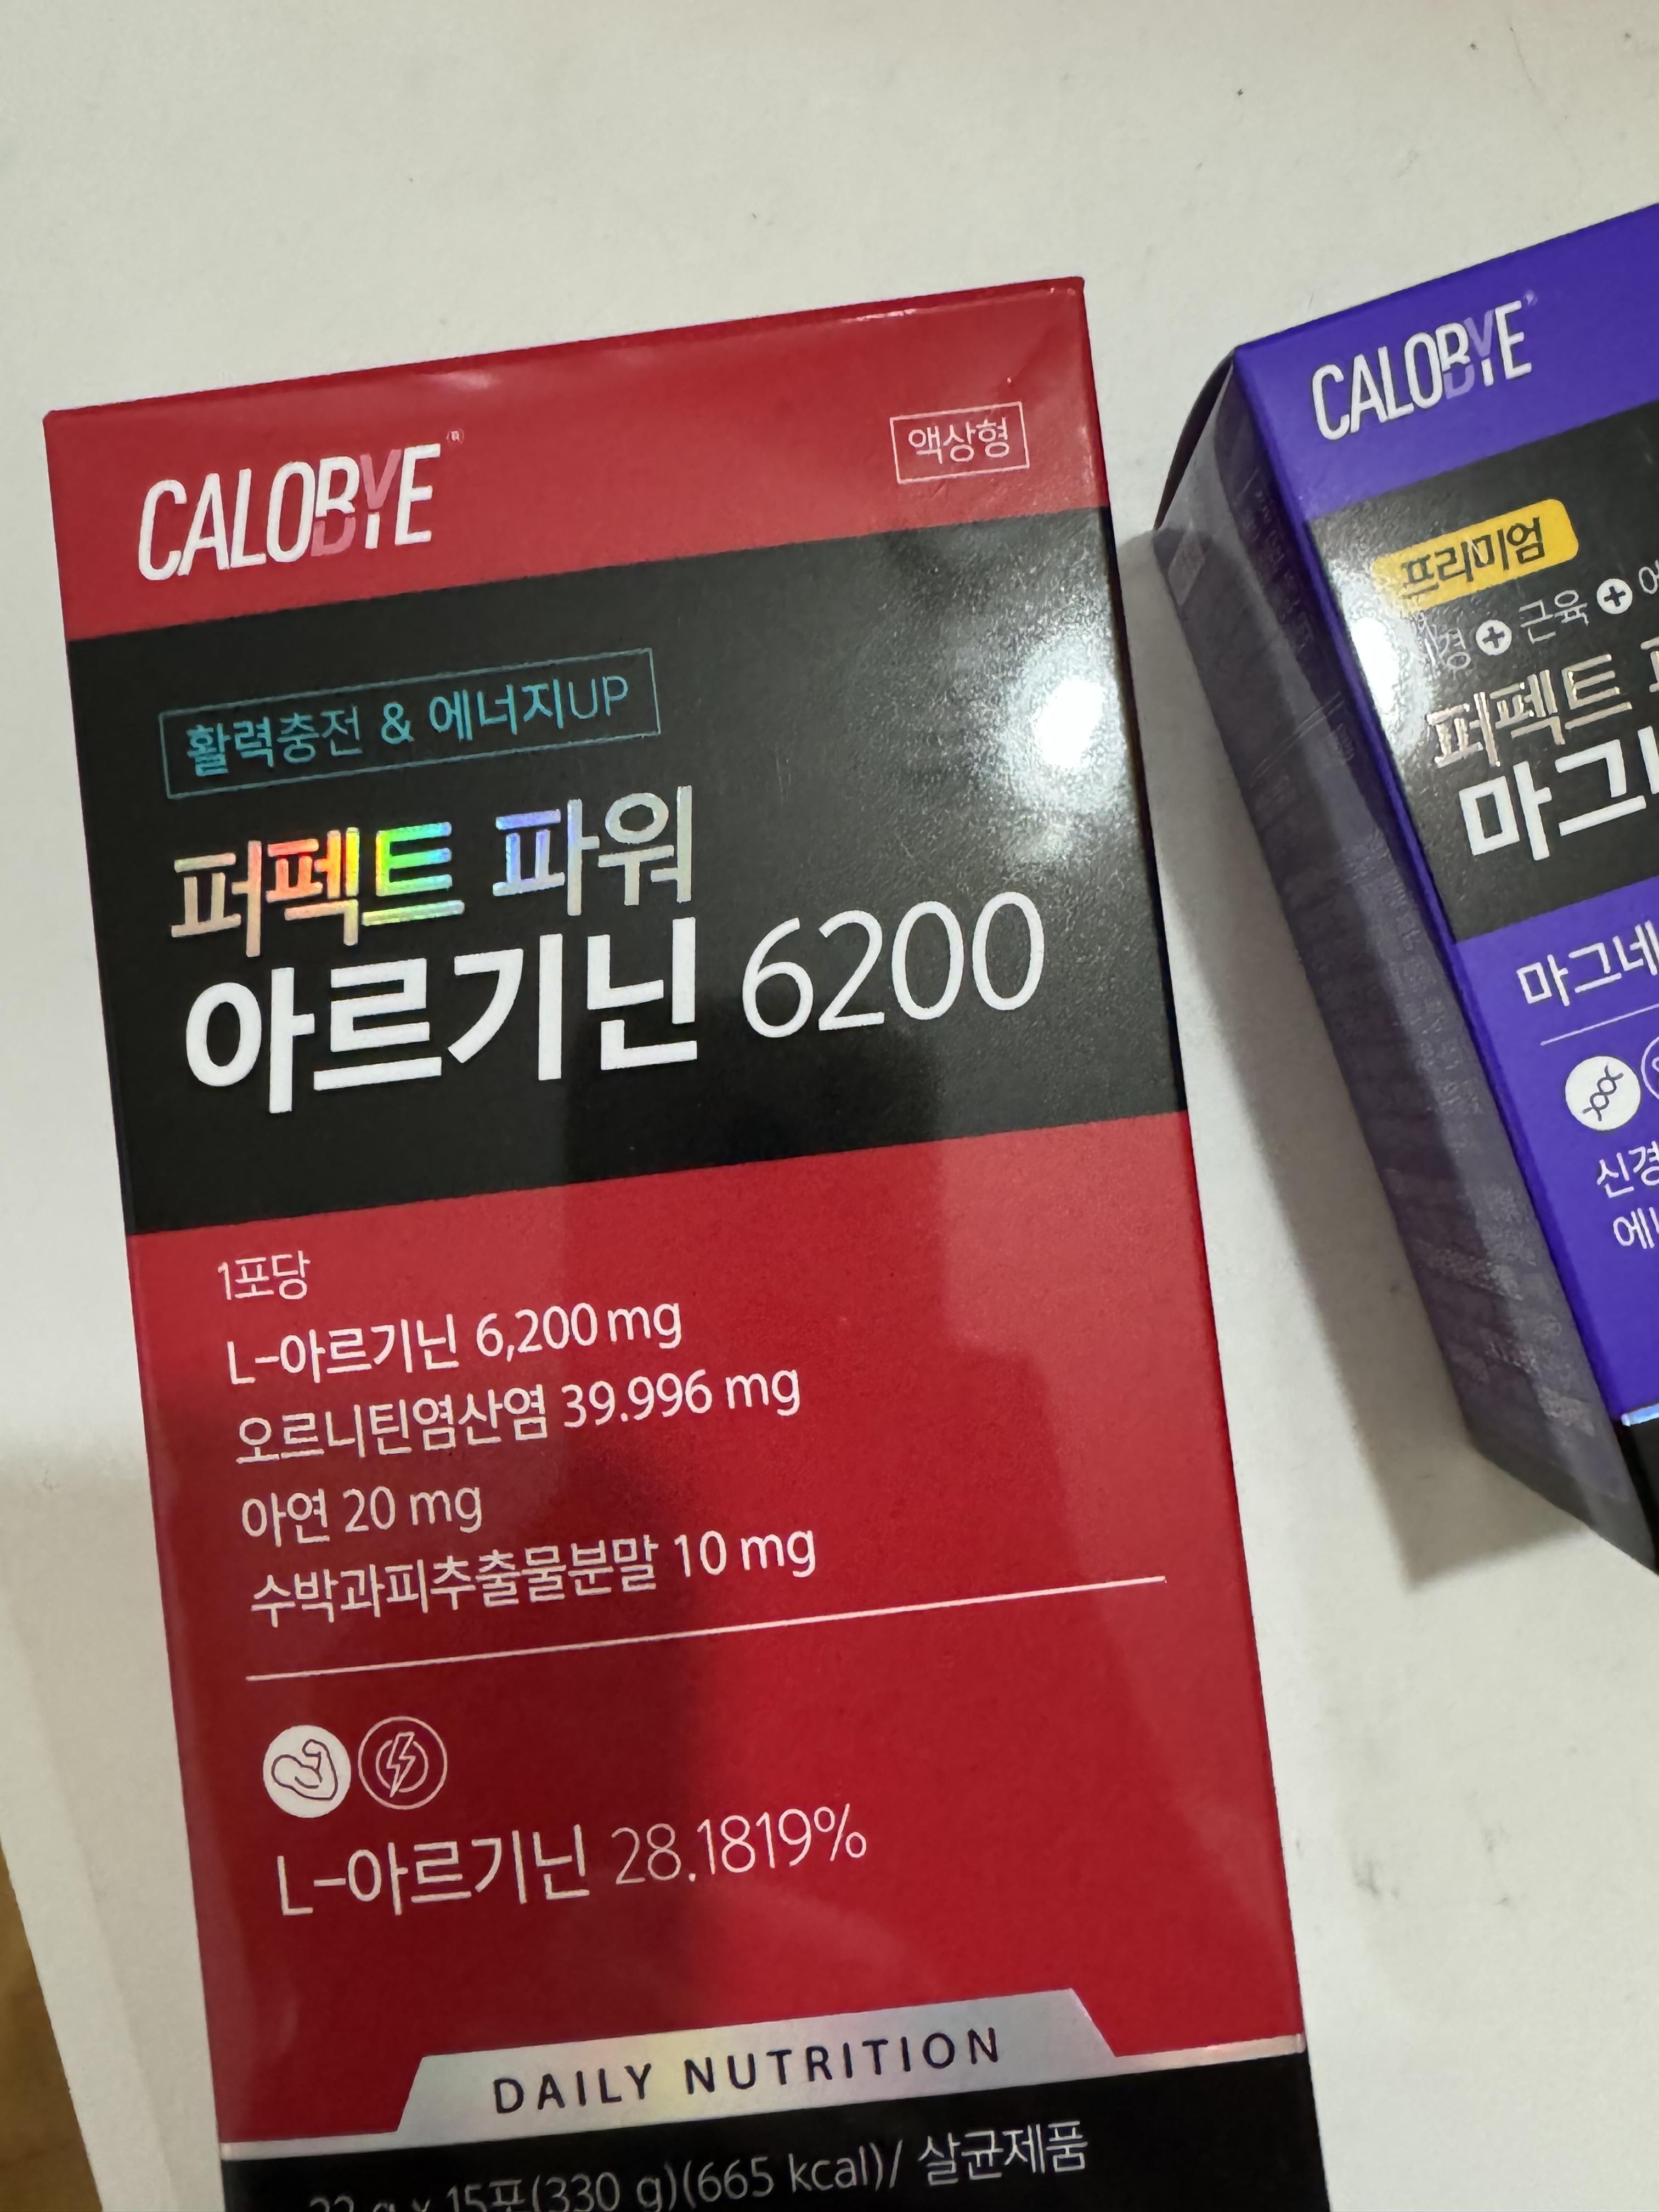 CALOBYE®
액상형
활력충전 & 에너지UP
퍼펙트 파워
아르기닌 6200
1포당
L-아르기닌 6,200 mg
오르니틴염산염 39.996 mg
아연 20 mg
수박과피추출물분말 10 mg
L-아르기닌 28.1819%
DAILY NUTRITION
22 g x 15포(330 g)(665 kcal)/ 살균제품
CALOBYE®
프리미엄
근육
퍼펙트
마그
마그네
신경